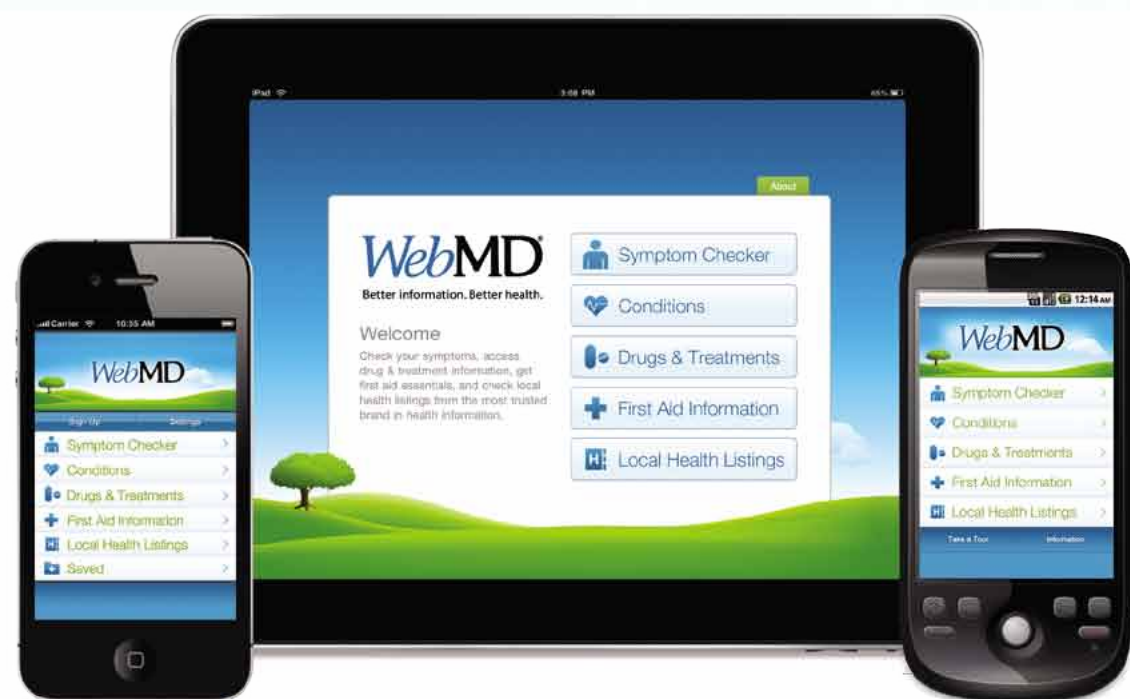 iPad
3:08 PM
About
WebMD®
Better information. Better health.
Welcome
Check your symptoms, access
drug & treatment information, get
first aid essentials, and check local
health listings from the most trusted
brand in health information.
Symptom Checker
Conditions
Drugs & Treatments
First Aid Information
H
Local Health Listings
Carrier
10:35 AM
WebMD
Sign Up
Settings
Symptom Checker
Conditions
Drugs & Treatments
First Aid Information
H
Local Health Listings
Saved
12:14 AM
WebMD
Symptom Checker
Conditions
Drugs & Treatments
First Aid Information
H
Local Health Listings
Take a Tour
Information